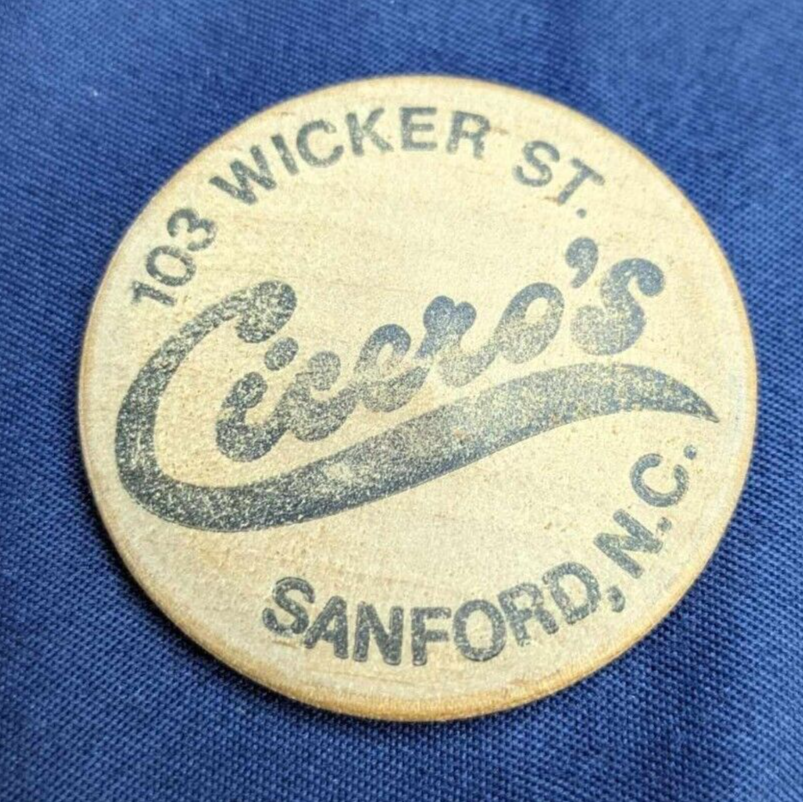 103 WICKER ST.
Cicero's
SANFORD, N.C.